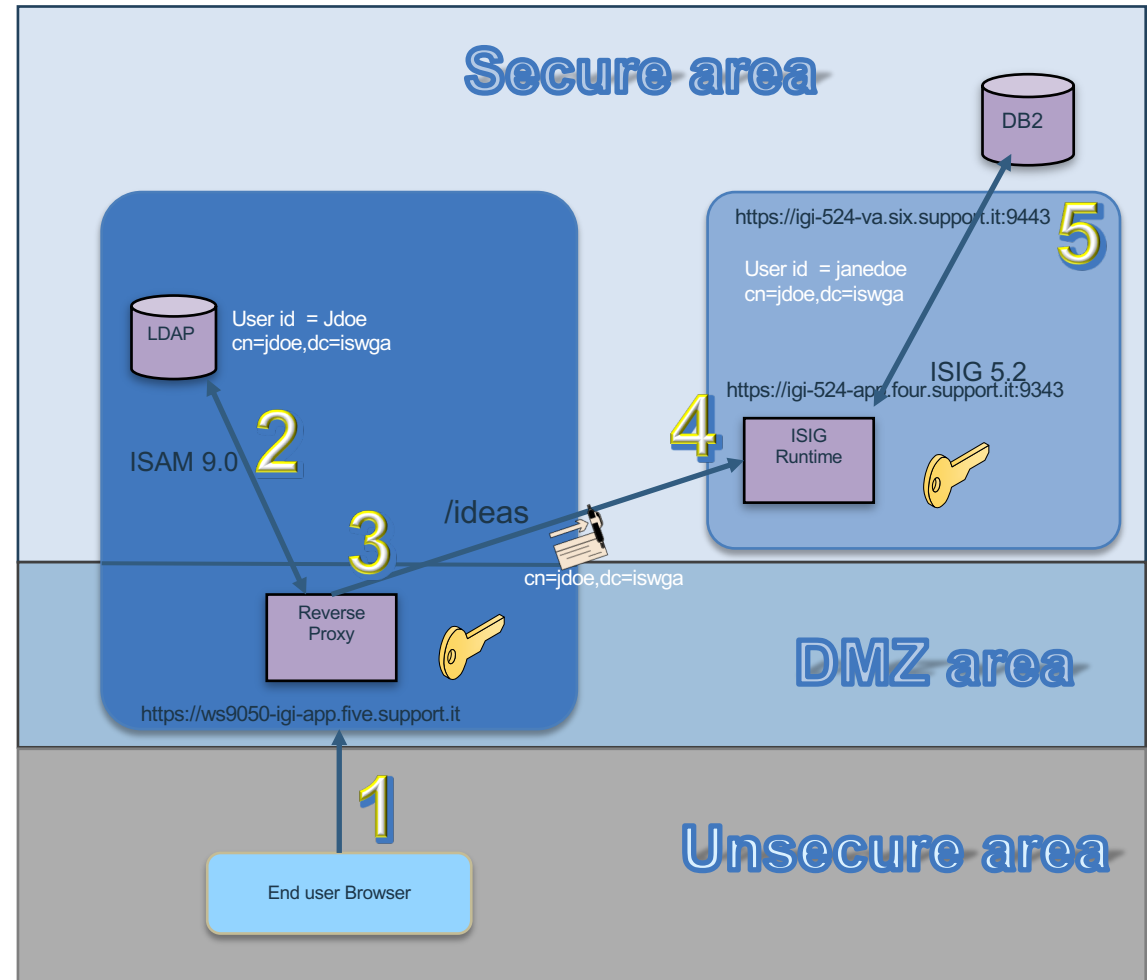 Secure area
DB2
https://igi-524-va.six.support.it:9443
5
User id  = janedoe
cn=jdoe,dc=iswga
LDAP
User id  = Jdoe
cn=jdoe,dc=iswga
ISIG 5.2
https://igi-524-app.four.support.it:9343
4
ISIG
Runtime
2
ISAM 9.0
/ideas
3
cn=jdoe,dc=iswga
Reverse
Proxy
DMZ area
https://ws9050-igi-app.five.support.it
1
Unsecure area
End user Browser